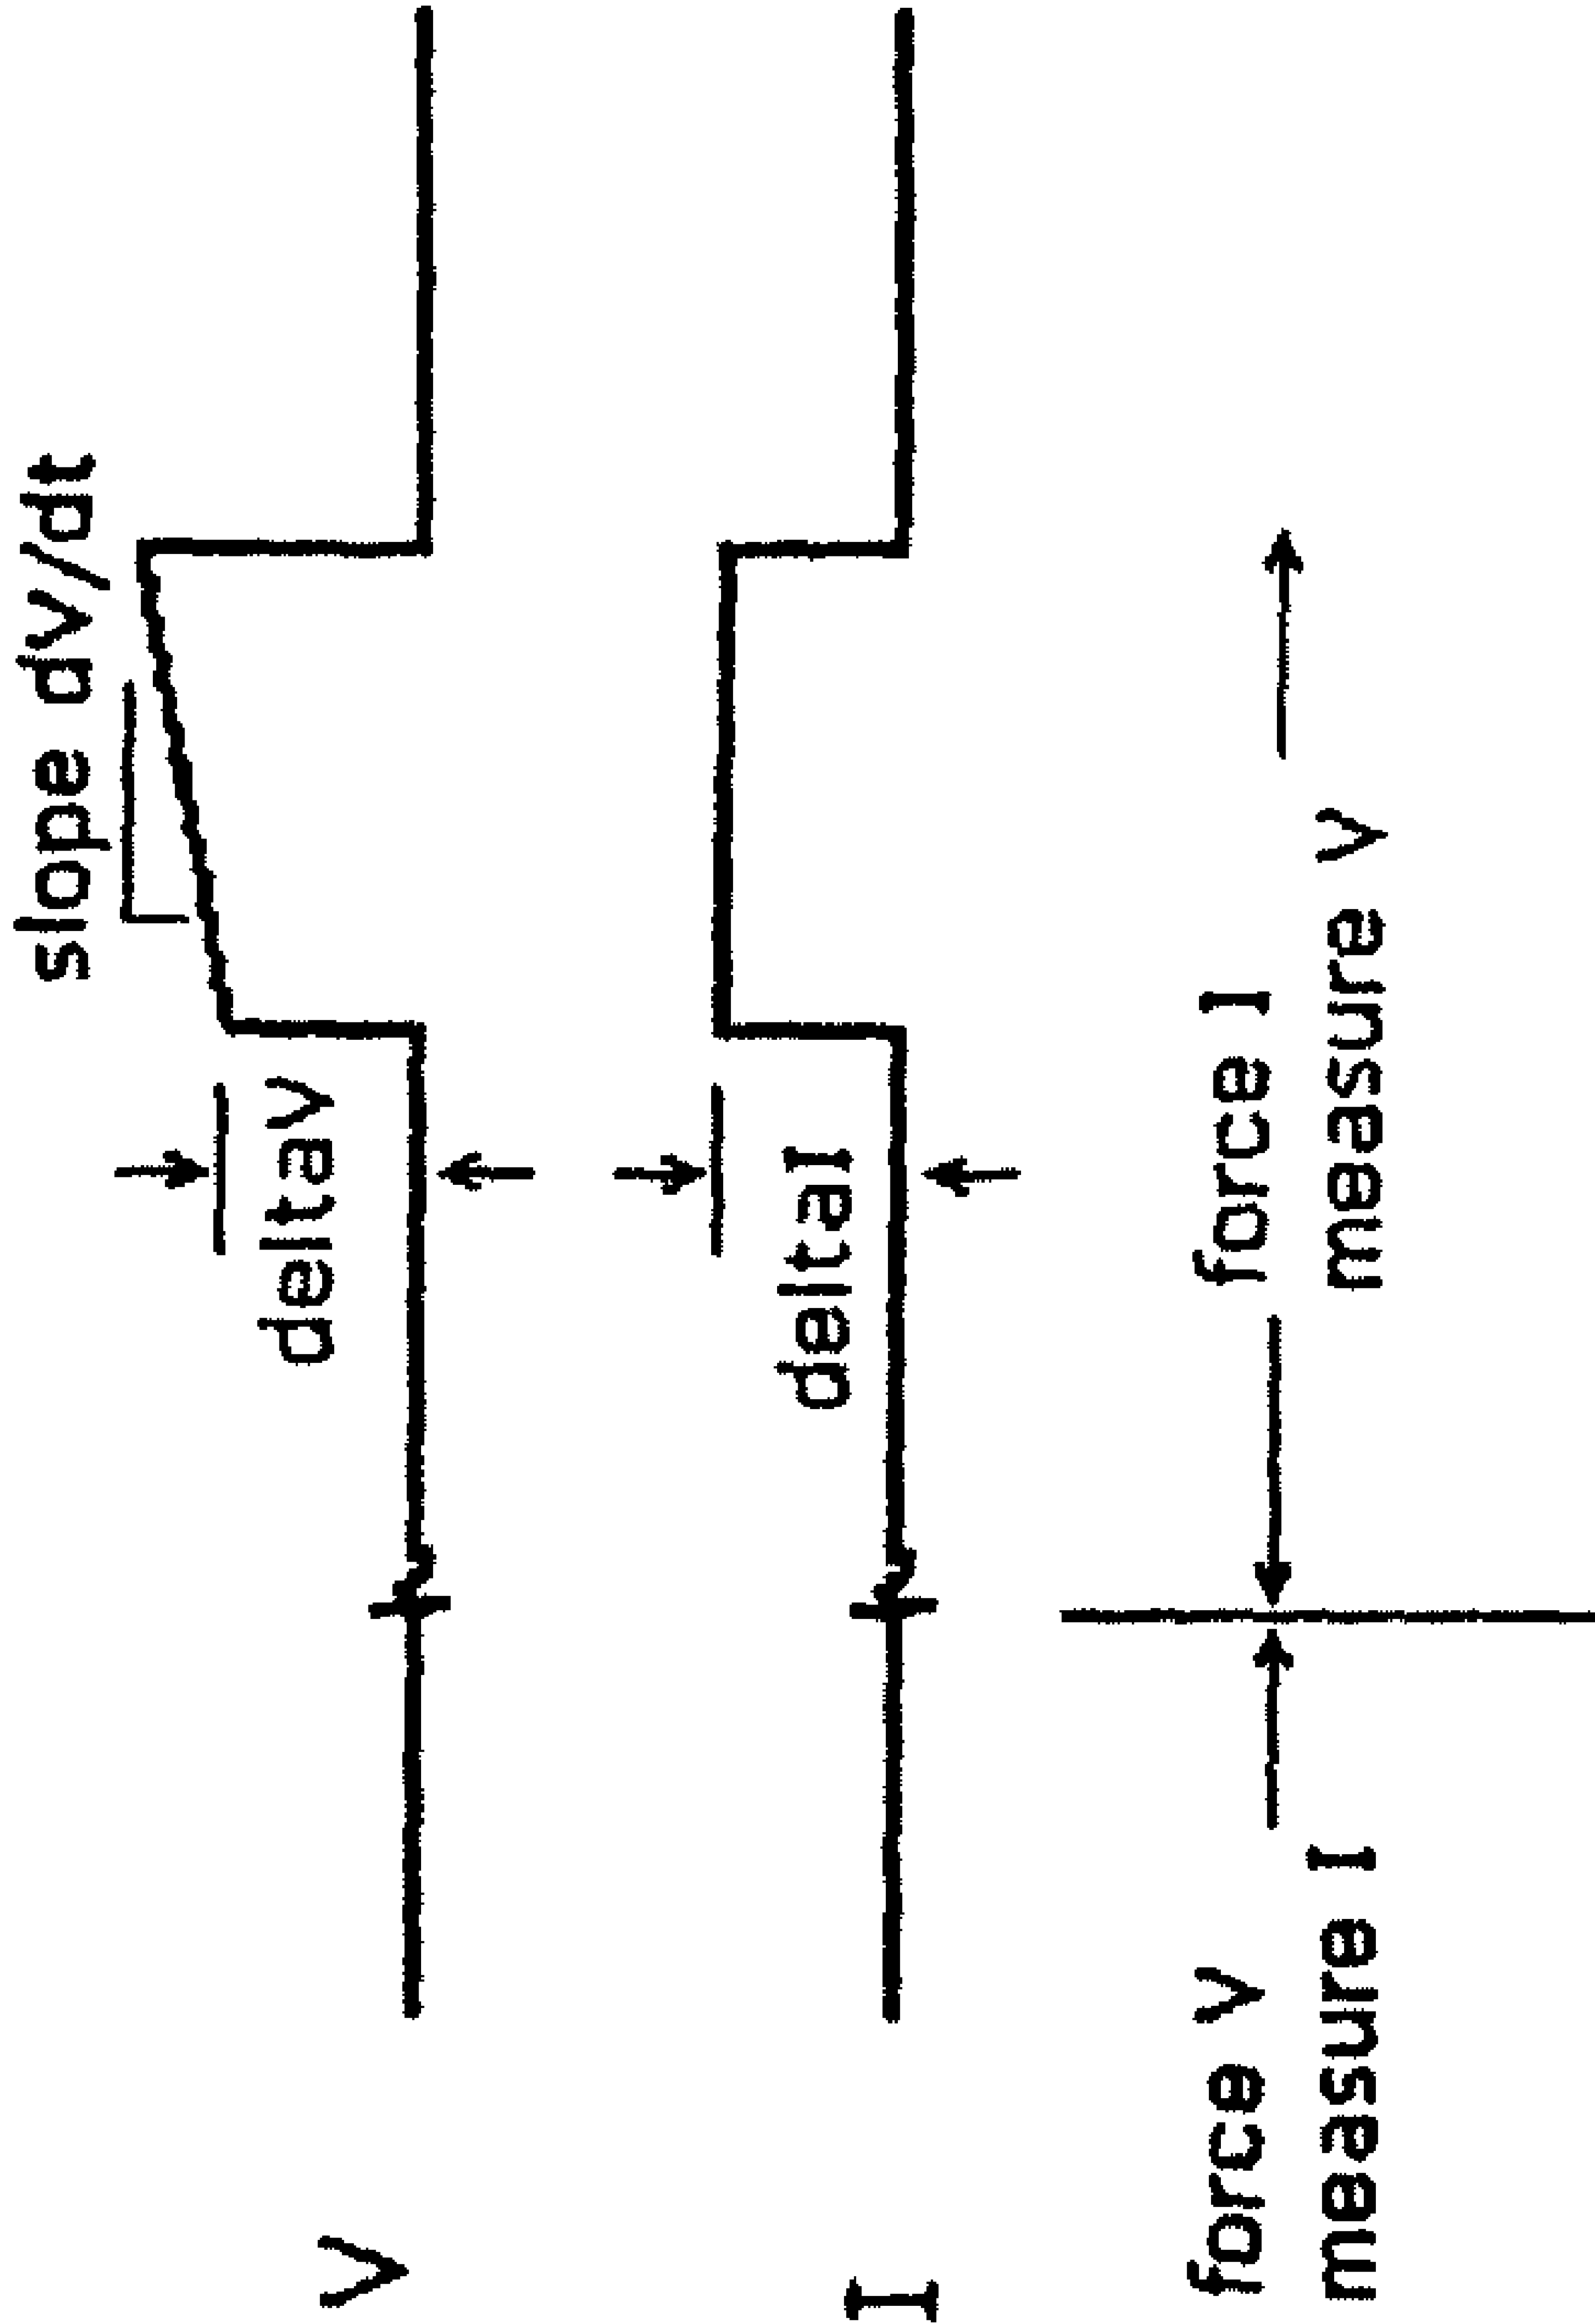 slope dV/dt
V
deltaV
I
deltaI
force V
measure I
force I
measure V